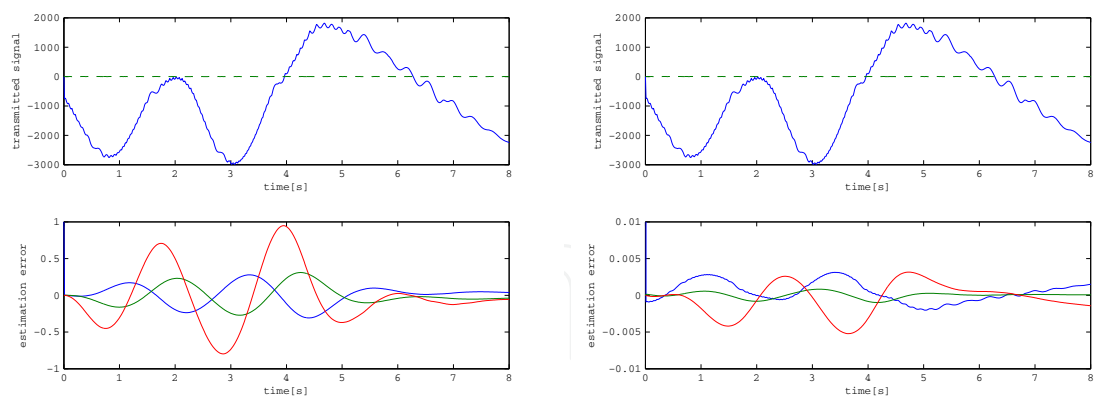 2000
1000
0
-1000
-2000
-3000
transmitted signal
0 1 2 3 4 5 6 7 8
time[s]
2000
1000
0
-1000
-2000
-3000
transmitted signal
0 1 2 3 4 5 6 7 8
time[s]
1
0.5
0
-0.5
-1
estimation error
0 1 2 3 4 5 6 7 8
time[s]
0.01
0.005
0
-0.005
-0.01
estimation error
0 1 2 3 4 5 6 7 8
time[s]